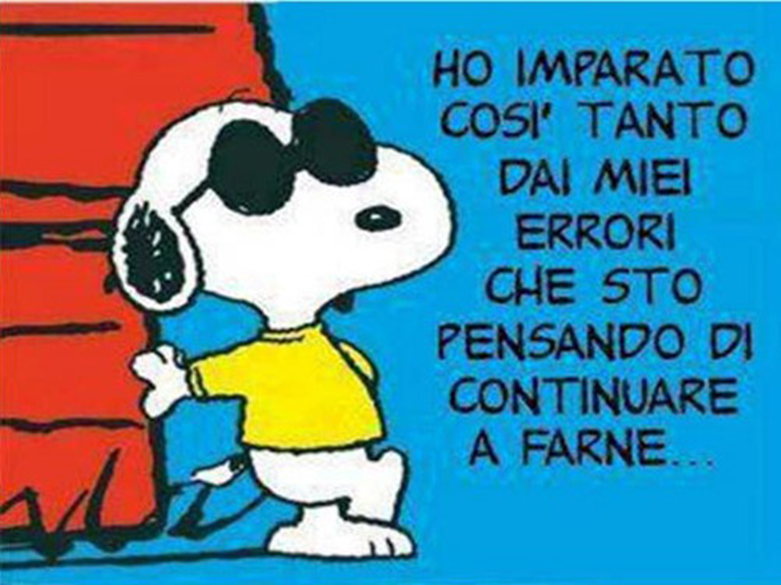 HO IMPARATO
COSI' TANTO
DAI MIEI
ERRORI
CHE STO
PENSANDO DI
CONTINUARE
A FARNE...